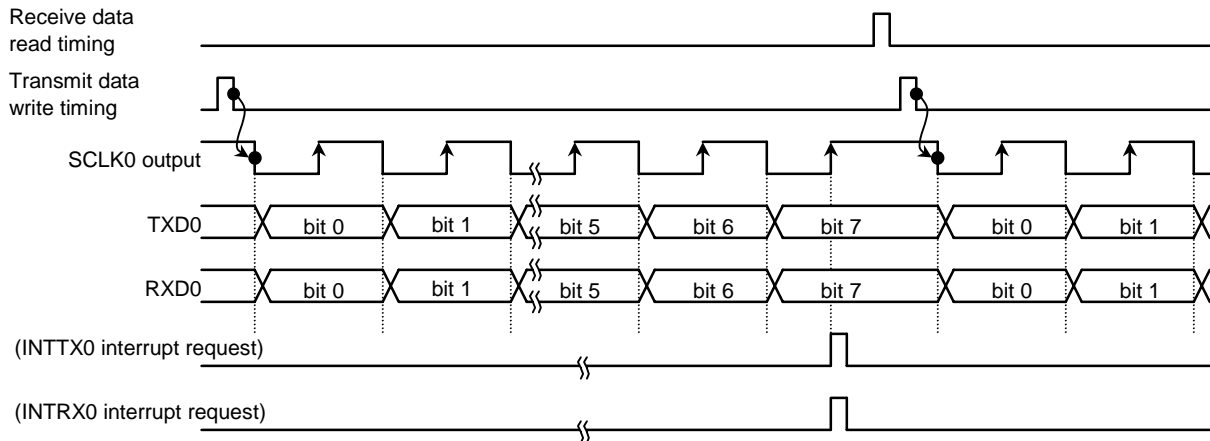 Receive data
read timing
Transmit data
write timing
SCLK0 output
TXD0 bit 0 bit 1 bit 5 bit 6 bit 7 bit 0 bit 1
RXD0 bit 0 bit 1 bit 5 bit 6 bit 7 bit 0 bit 1
(INTTX0 interrupt request)
(INTRX0 interrupt request)